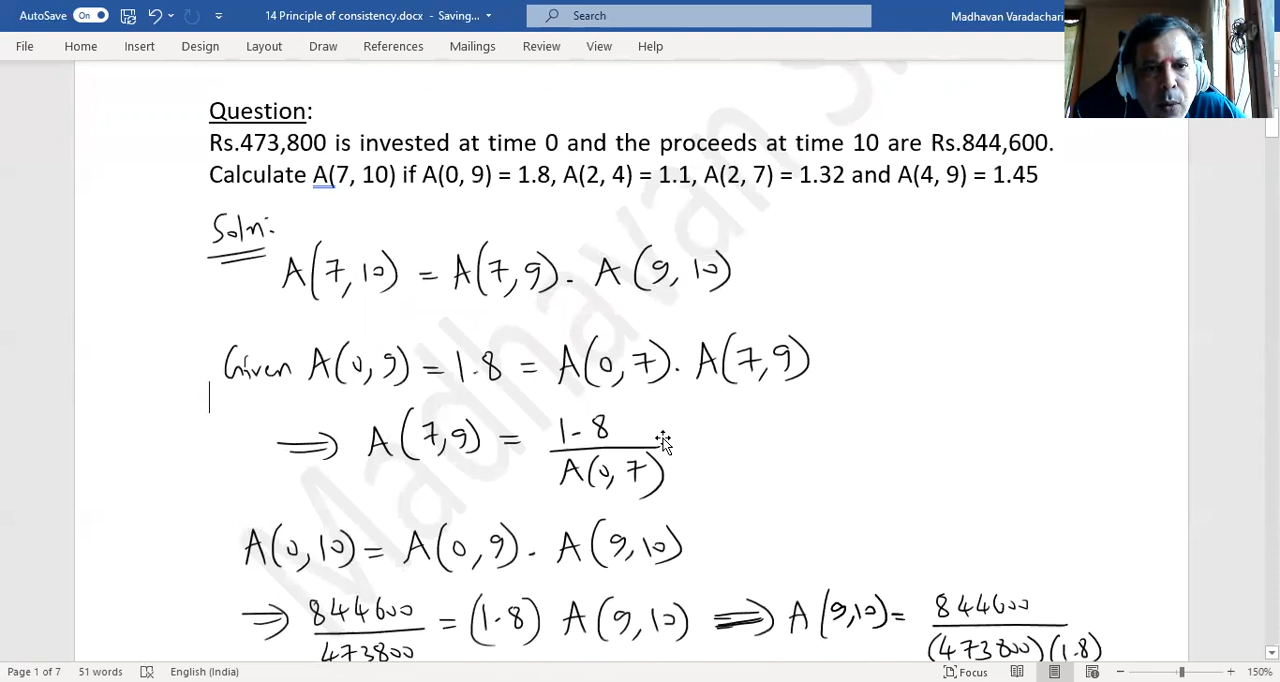 AutoSave On 14 Principle of consistency.docx - Saving... Search Madhavan Varadachari
File Home Insert Design Layout Draw References Mailings Review View Help
Question:
Rs.473,800 is invested at time 0 and the proceeds at time 10 are Rs.844,600.
Calculate A(7, 10) if A(0, 9) = 1.8, A(2, 4) = 1.1, A(2, 7) = 1.32 and A(4, 9) = 1.45
Soln:
A(7,10) = A(7,9) . A(9,10)
Given A(0,9) = 1.8 = A(0,7) . A(7,9)
⟹ A(7,9) = 1.8 / A(0,7)
A(0,10) = A(0,9) . A(9,10)
⟹ 844600 / 473800 = (1.8) A(9,10) ⟹ A(9,10) = 844600 / (473800)(1.8)
Madhavan
Page 1 of 7 51 words English (India) Focus 150%